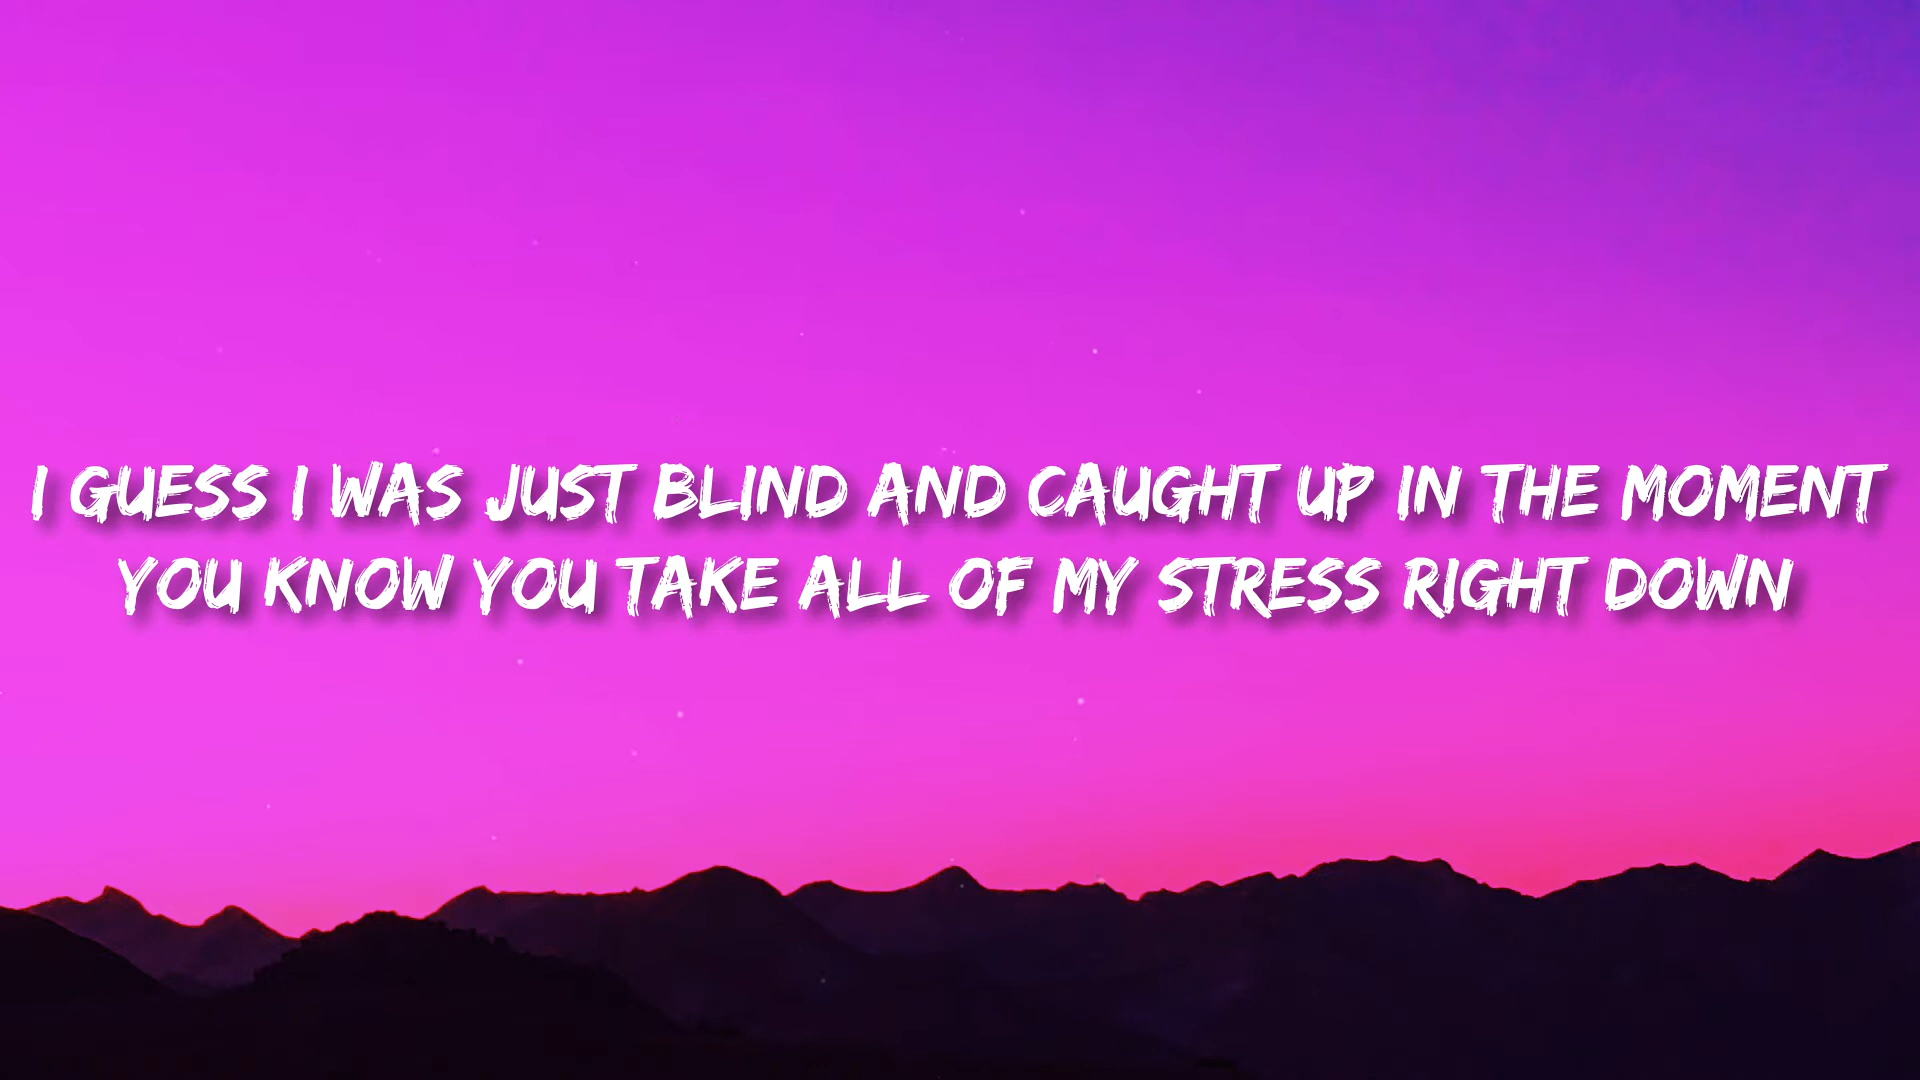 I GUESS I WAS JUST BLIND AND CAUGHT UP IN THE MOMENT
YOU KNOW YOU TAKE ALL OF MY STRESS RIGHT DOWN